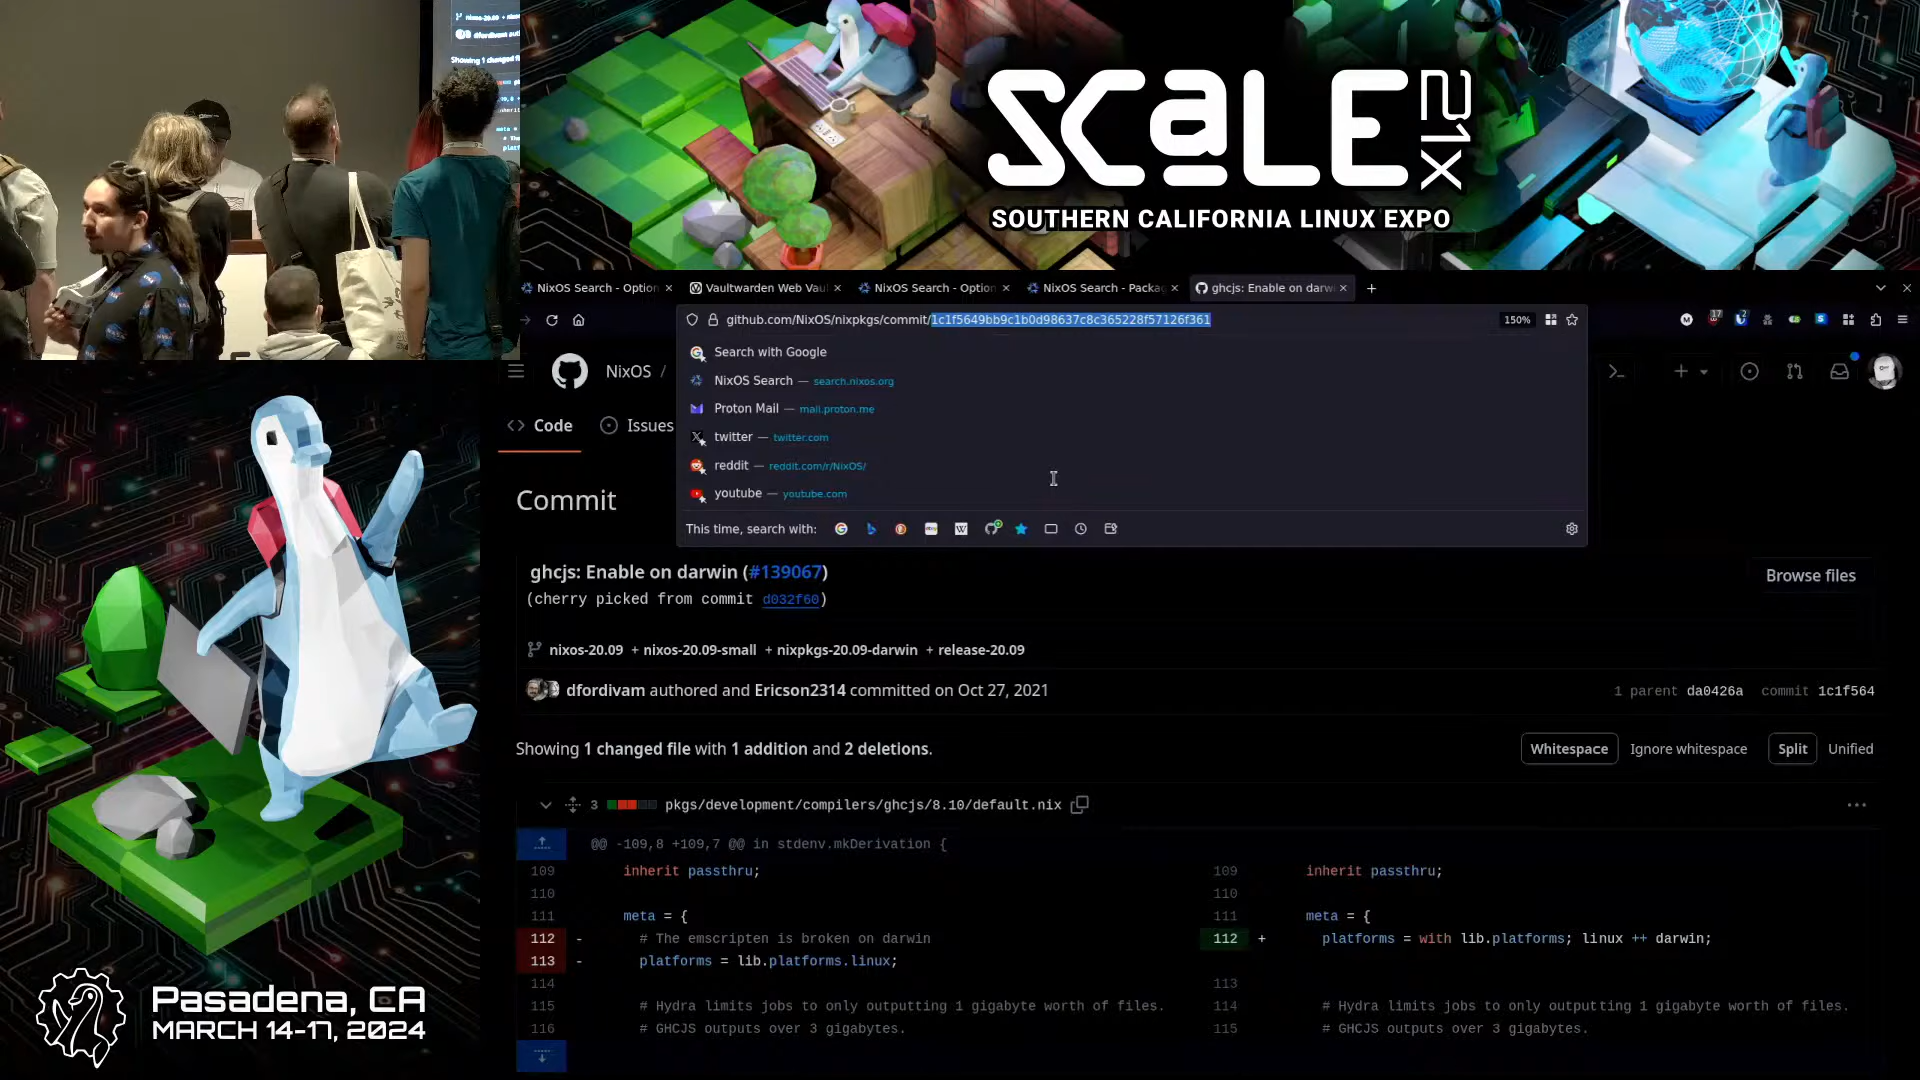 SCALE 21X
SOUTHERN CALIFORNIA LINUX EXPO
NixOS Search - Option
Vaultwarden Web Vaul
NixOS Search - Option
NixOS Search - Packa
ghcjs: Enable on darwi
github.com/NixOS/nixpkgs/commit/1c1f5649bb9c1b0d98637c8c365228f57126f361
150%
17
2
Search with Google
NixOS Search — search.nixos.org
Proton Mail — mail.proton.me
twitter — twitter.com
reddit — reddit.com/r/NixOS/
youtube — youtube.com
This time, search with:
NixOS /
Code
Issues
Commit
ghcjs: Enable on darwin (#139067)
(cherry picked from commit d032f60)
Browse files
nixos-20.09 + nixos-20.09-small + nixpkgs-20.09-darwin + release-20.09
dfordivam authored and Ericson2314 committed on Oct 27, 2021
1 parent da0426a commit 1c1f564
Showing 1 changed file with 1 addition and 2 deletions.
Whitespace
Ignore whitespace
Split
Unified
3 pkgs/development/compilers/ghcjs/8.10/default.nix
@@ -109,8 +109,7 @@ in stdenv.mkDerivation {
109 inherit passthru;
110
111 meta = {
112 - # The emscripten is broken on darwin
113 - platforms = lib.platforms.linux;
114
115 # Hydra limits jobs to only outputting 1 gigabyte worth of files.
116 # GHCJS outputs over 3 gigabytes.
109 inherit passthru;
110
111 meta = {
112 + platforms = with lib.platforms; linux ++ darwin;
113
114 # Hydra limits jobs to only outputting 1 gigabyte worth of files.
115 # GHCJS outputs over 3 gigabytes.
Pasadena, CA
MARCH 14-17, 2024